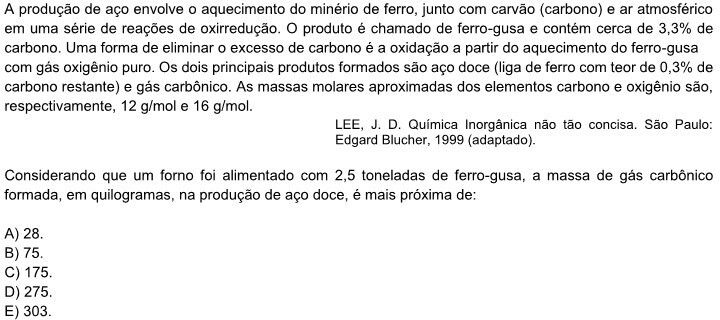 A produção de aço envolve o aquecimento do minério de ferro, junto com carvão (carbono) e ar atmosférico
em uma série de reações de oxirredução. O produto é chamado de ferro-gusa e contém cerca de 3,3% de
carbono. Uma forma de eliminar o excesso de carbono é a oxidação a partir do aquecimento do ferro-gusa
com gás oxigênio puro. Os dois principais produtos formados são aço doce (liga de ferro com teor de 0,3% de
carbono restante) e gás carbônico. As massas molares aproximadas dos elementos carbono e oxigênio são,
respectivamente, 12 g/mol e 16 g/mol.
LEE, J. D. Química Inorgânica não tão concisa. São Paulo:
Edgard Blucher, 1999 (adaptado).
Considerando que um forno foi alimentado com 2,5 toneladas de ferro-gusa, a massa de gás carbônico
formada, em quilogramas, na produção de aço doce, é mais próxima de:
A) 28.
B) 75.
C) 175.
D) 275.
E) 303.